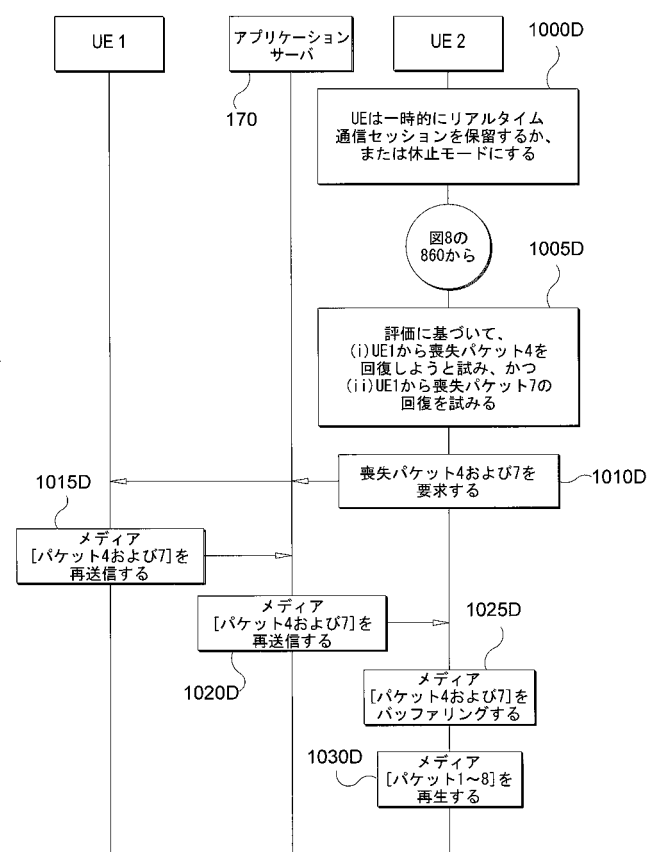 UE 1
アプリケーション
サーバ
170
UE 2
1000D
UEは一時的にリアルタイム
通信セッションを保留するか、
または休止モードにする
図8の
860から
1005D
評価に基づいて、
(i)UE1から喪失パケット4を
回復しようと試み、かつ
(ii)UE1から喪失パケット7の
回復を試みる
喪失パケット4および7を
要求する
1010D
1015D
メディア
[パケット4および7]を
再送信する
メディア
[パケット4および7]を
再送信する
1020D
1025D
メディア
[パケット4および7]を
バッファリングする
1030D
メディア
[パケット1～8]を
再生する